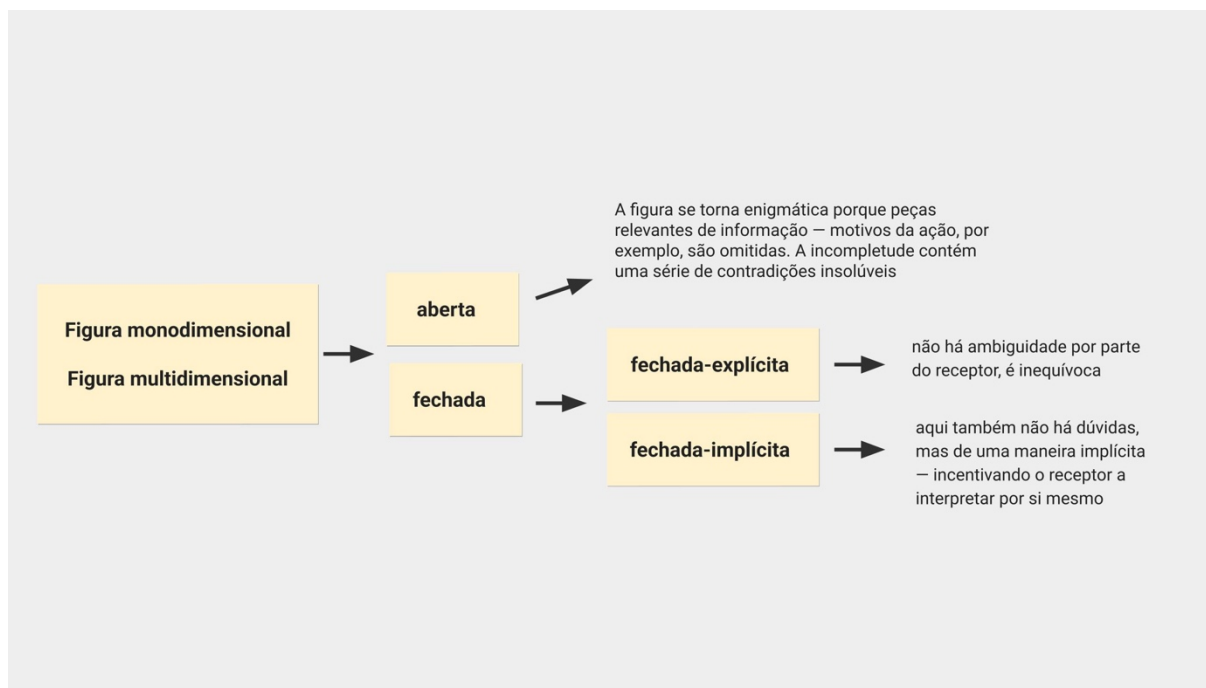 Figura monodimensional
Figura multidimensional
aberta
A figura se torna enigmática porque peças
relevantes de informação — motivos da ação, por
exemplo, são omitidas. A incompletude contém
uma série de contradições insolúveis
fechada
fechada-explícita
não há ambiguidade por parte
do receptor, é inequívoca
fechada-implícita
aqui também não há dúvidas,
mas de uma maneira implícita
— incentivando o receptor a
interpretar por si mesmo